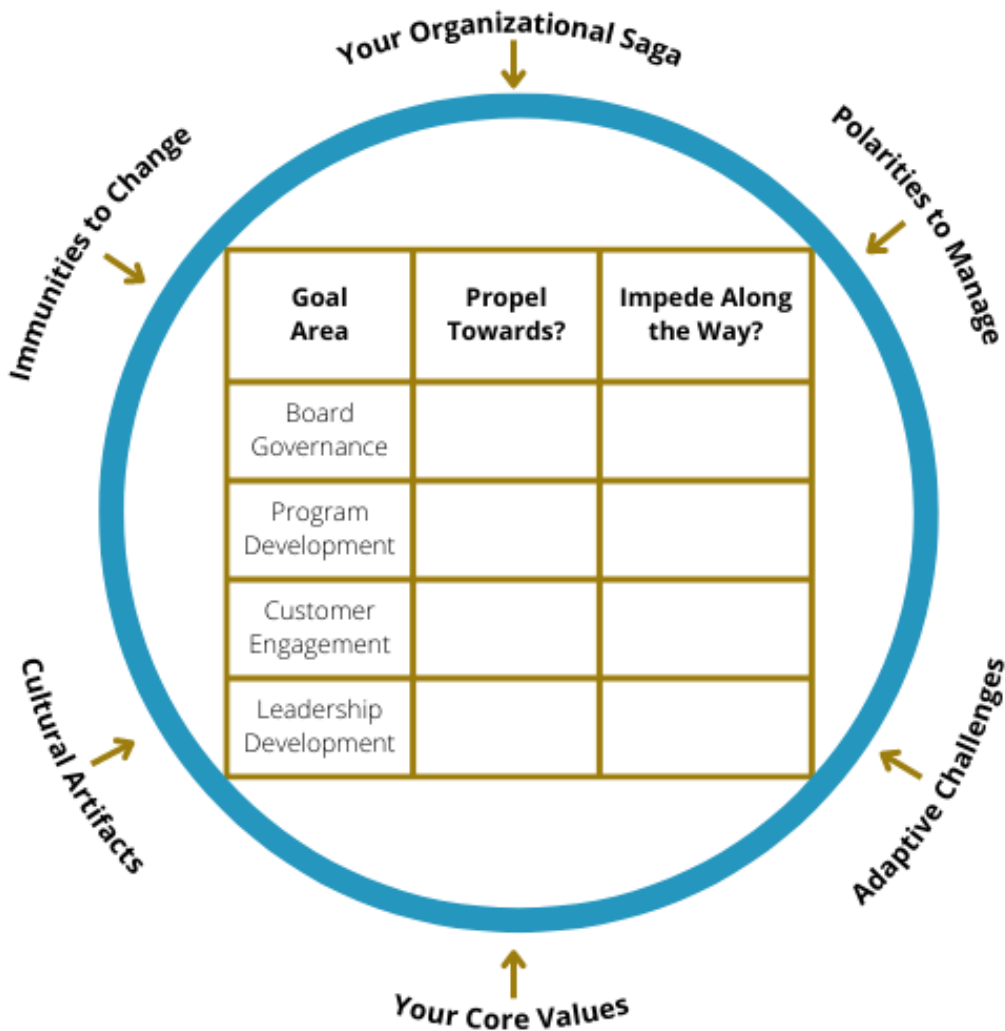 Your Organizational Saga
Polarities to Manage
Immunities to Change
Goal
Area
Propel
Towards?
Impede Along
the Way?
Board
Governance
Program
Development
Customer
Engagement
Leadership
Development
Cultural Artifacts
Adaptive Challenges
Your Core Values